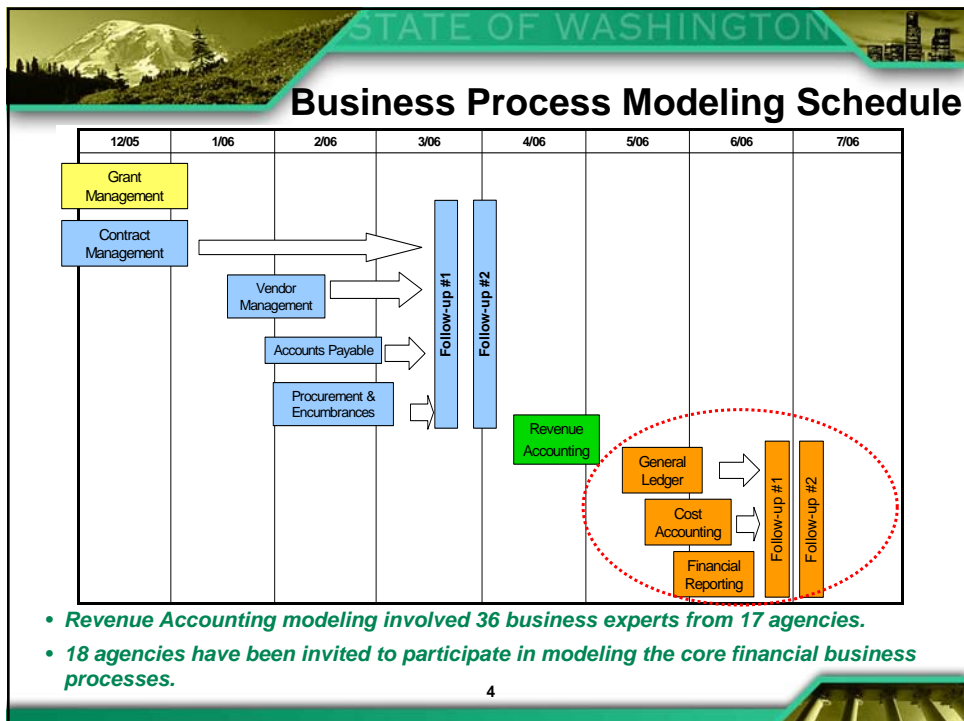 STATE OF WASHINGTON
Business Process Modeling Schedule
12/05 1/06 2/06 3/06 4/06 5/06 6/06 7/06
Grant
Management
Contract
Management
Vendor
Management
Accounts Payable
Procurement &
Encumbrances
Follow-up #1
Follow-up #2
Revenue
Accounting
General
Ledger
Cost
Accounting
Financial
Reporting
Follow-up #1
Follow-up #2
• Revenue Accounting modeling involved 36 business experts from 17 agencies.
• 18 agencies have been invited to participate in modeling the core financial business
processes.
4